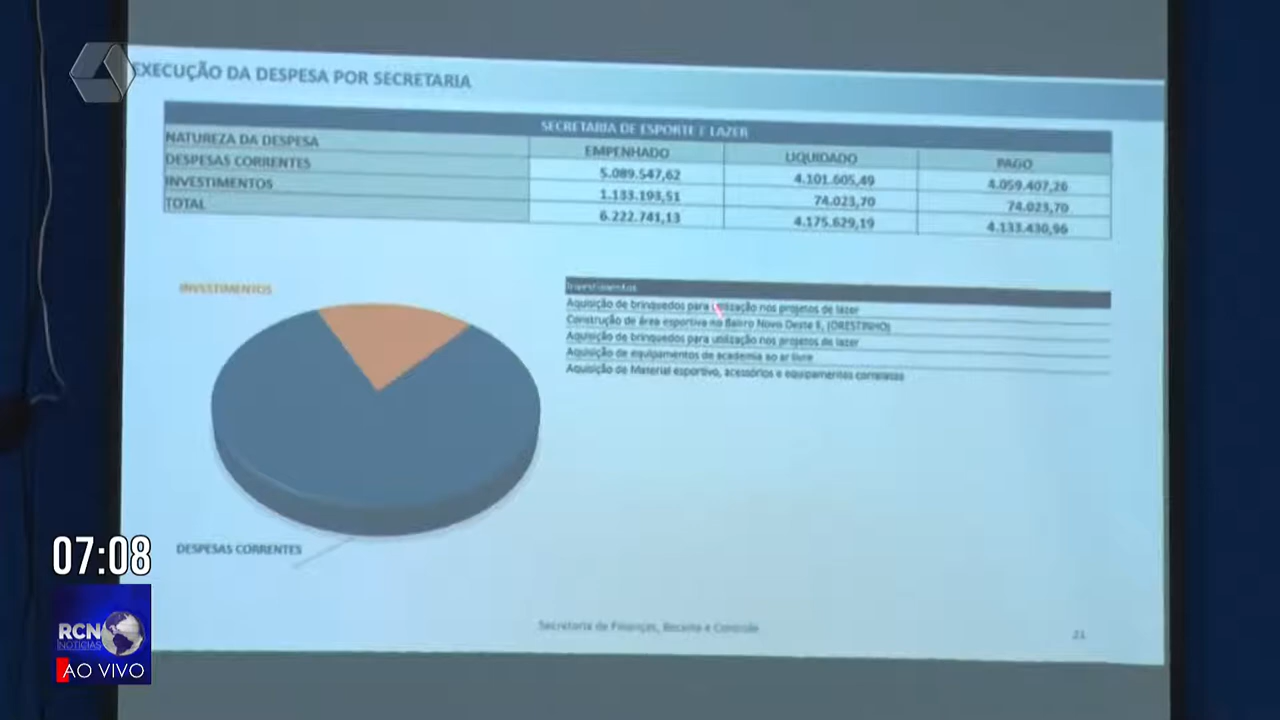 EXECUÇÃO DA DESPESA POR SECRETARIA
SECRETARIA DE ESPORTE E LAZER
NATUREZA DA DESPESA EMPENHADO LIQUIDADO PAGO
DESPESAS CORRENTES 5.089.547,62 4.101.605,49 4.059.407,26
INVESTIMENTOS 1.133.193,51 74.023,70 74.023,70
TOTAL 6.222.741,13 4.175.629,19 4.133.430,96
INVESTIMENTOS
DESPESAS CORRENTES
Investimentos
Aquisição de brinquedos para utilização nos projetos de lazer
Construção de área esportiva no Bairro Novo Oeste II, (ORESTINHO)
Aquisição de brinquedos para utilização nos projetos de lazer
Aquisição de equipamentos de academia ao ar livre
Aquisição de Material esportivo, acessórios e equipamentos correlatos
Secretaria de Finanças, Receita e Controle
21
07:08
RCN
NOTÍCIAS
AO VIVO